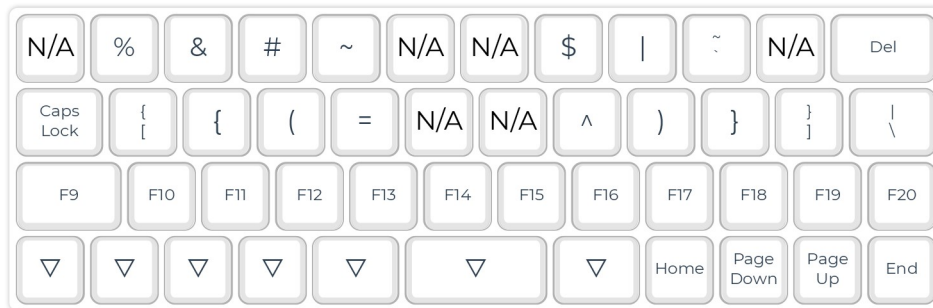 N/A % & # ~ N/A N/A $ | ~ N/A Del
`
Caps { { ( = N/A N/A ^ ) } } |
Lock [ ] \
F9 F10 F11 F12 F13 F14 F15 F16 F17 F18 F19 F20
▽ ▽ ▽ ▽ ▽ ▽ ▽ Home Page Page End
Down Up